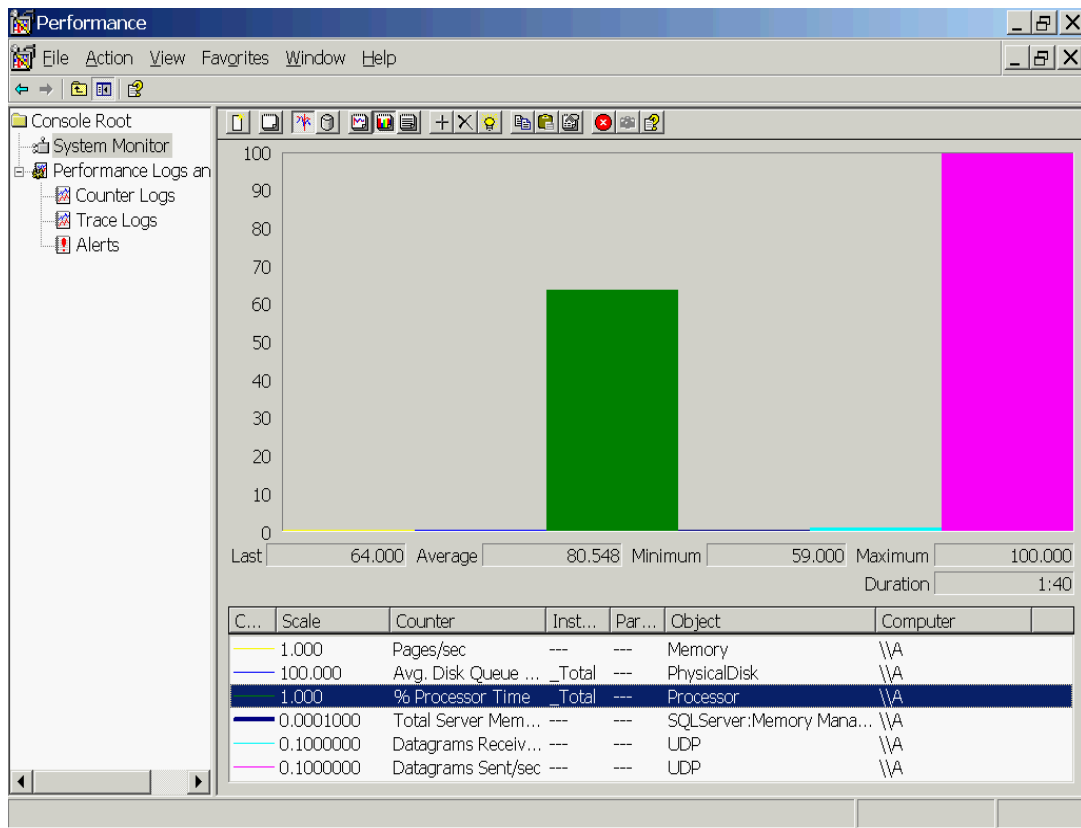 Performance
File Action View Favorites Window Help
Console Root
System Monitor
Performance Logs an
Counter Logs
Trace Logs
Alerts
100
90
80
70
60
50
40
30
20
10
0
Last 64.000 Average 80.548 Minimum 59.000 Maximum 100.000
Duration 1:40
C... Scale Counter Inst... Par... Object Computer
1.000 Pages/sec --- --- Memory \\A
100.000 Avg. Disk Queue ... _Total --- PhysicalDisk \\A
1.000 % Processor Time _Total --- Processor \\A
0.0001000 Total Server Mem... --- --- SQLServer:Memory Mana... \\A
0.1000000 Datagrams Receiv... --- --- UDP \\A
0.1000000 Datagrams Sent/sec --- --- UDP \\A